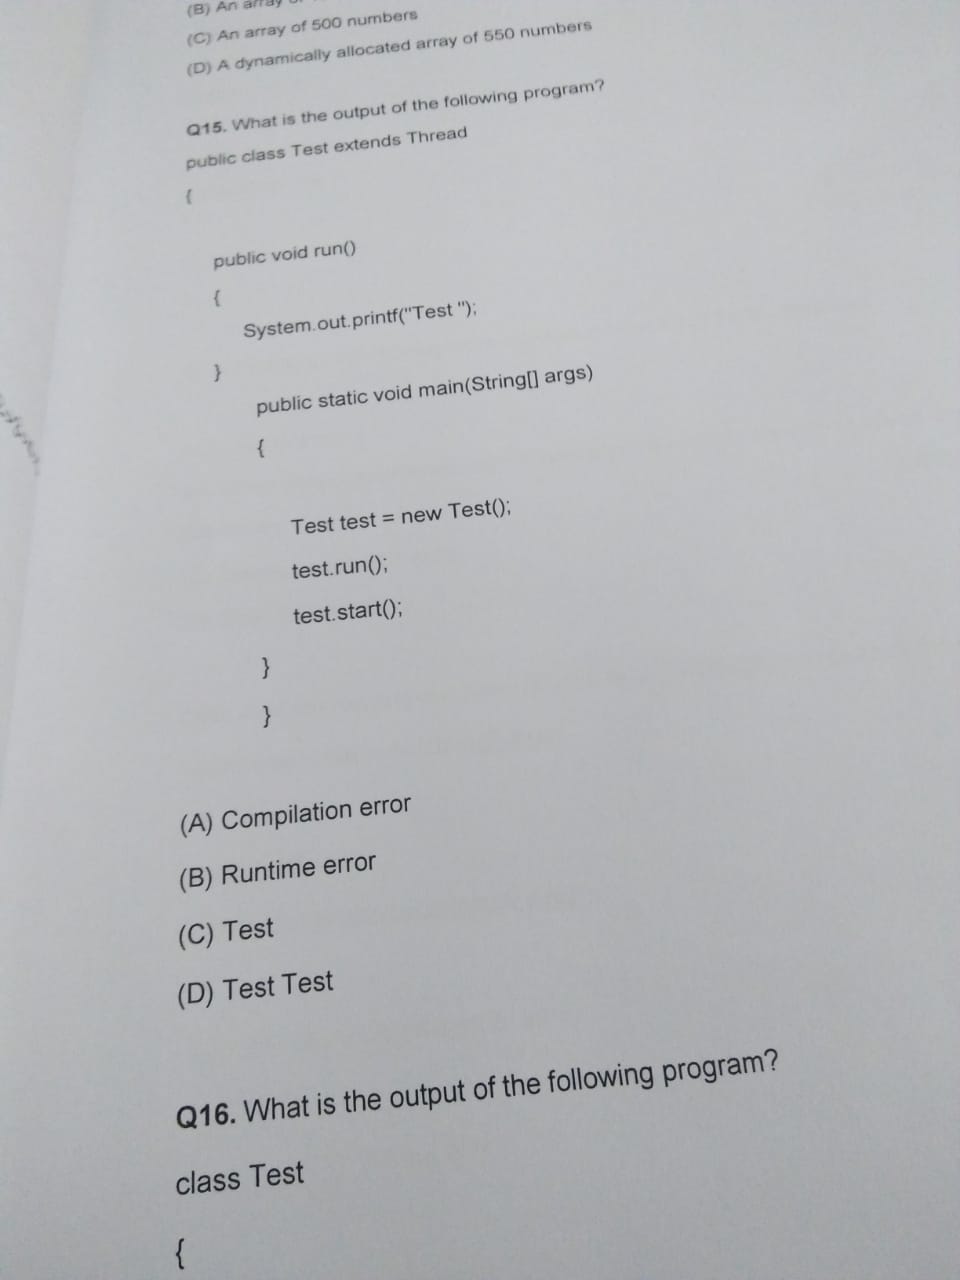 (B) An array
(C) An array of 500 numbers
(D) A dynamically allocated array of 550 numbers
Q15. What is the output of the following program?
public class Test extends Thread
{
public void run()
{
System.out.printf("Test ");
}
public static void main(String[] args)
{
Test test = new Test();
test.run();
test.start();
}
}
(A) Compilation error
(B) Runtime error
(C) Test
(D) Test Test
Q16. What is the output of the following program?
class Test
{